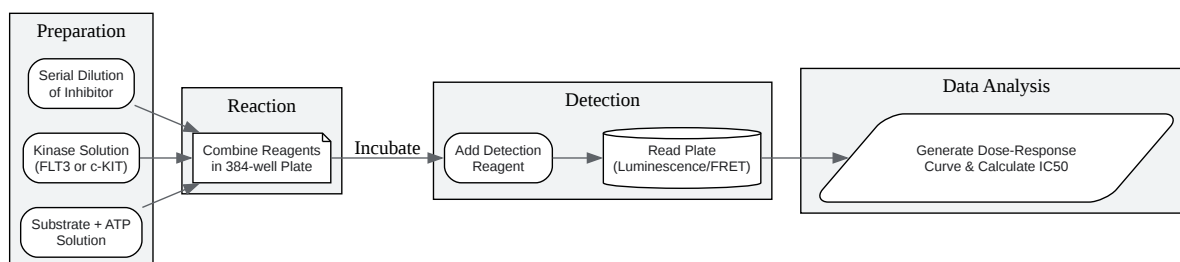 Preparation
Serial Dilution
of Inhibitor
Kinase Solution
(FLT3 or c-KIT)
Substrate + ATP
Solution
Reaction
Combine Reagents
in 384-well Plate
Incubate
Detection
Add Detection
Reagent
Read Plate
(Luminescence/FRET)
Data Analysis
Generate Dose-Response
Curve & Calculate IC50